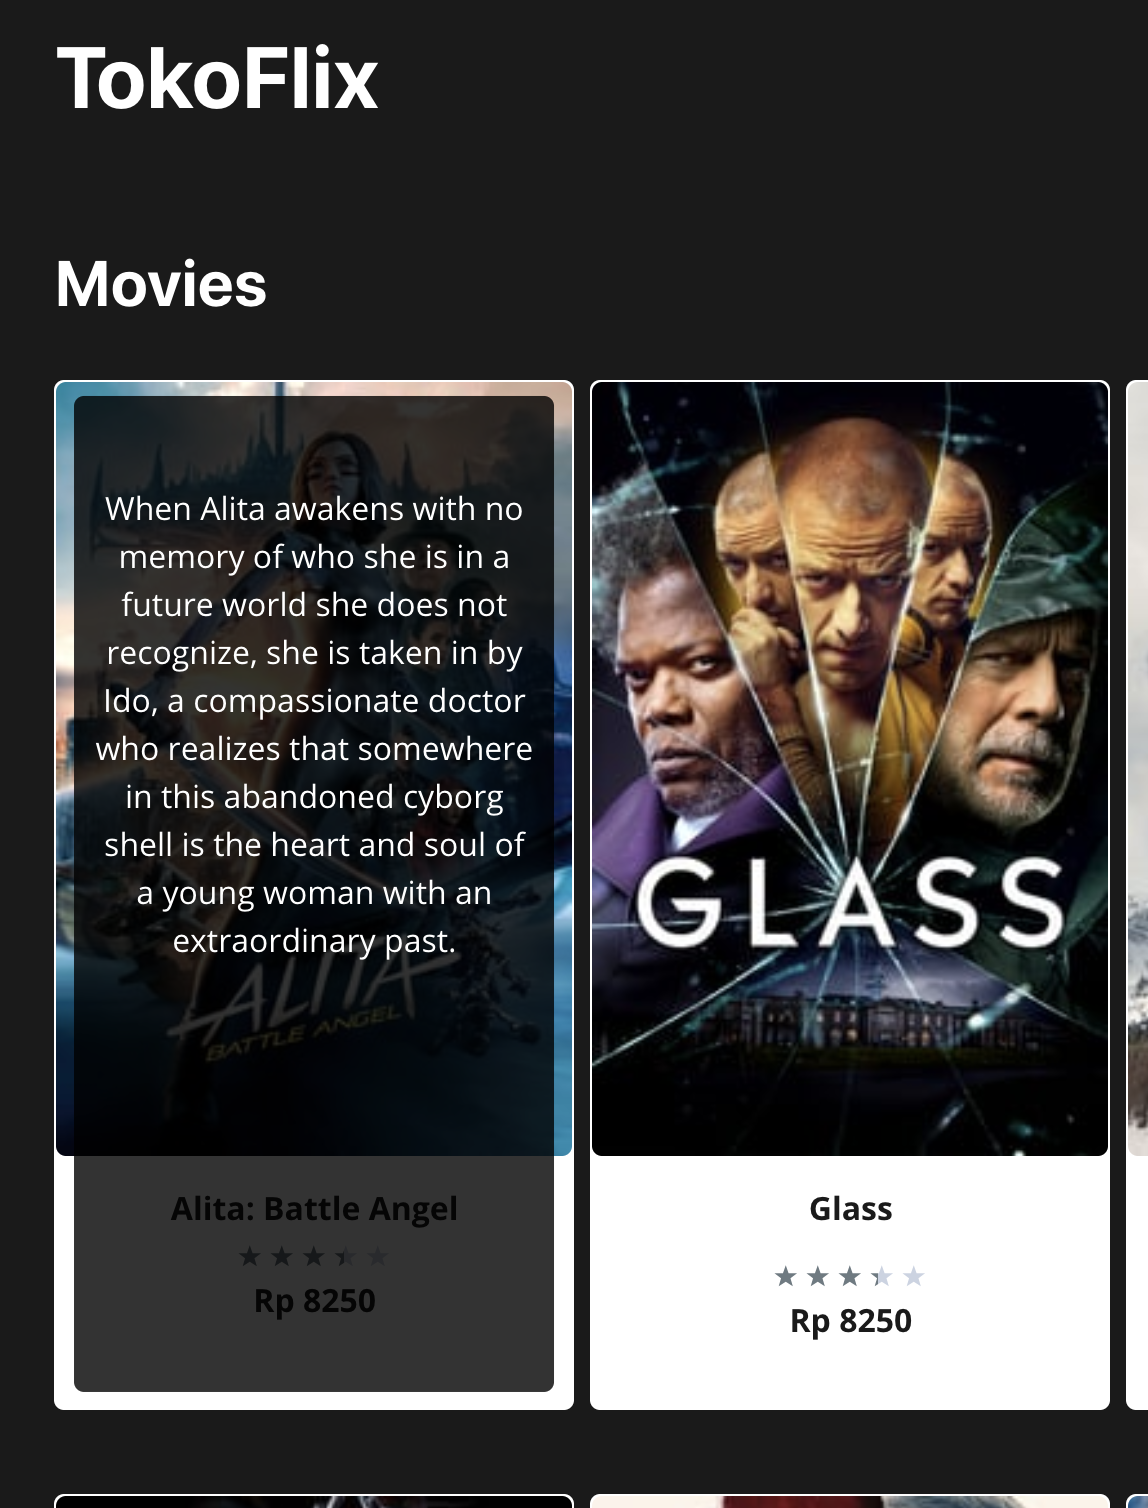 TokoFlix
Movies
When Alita awakens with no
memory of who she is in a
future world she does not
recognize, she is taken in by
Ido, a compassionate doctor
who realizes that somewhere
in this abandoned cyborg
shell is the heart and soul of
a young woman with an
extraordinary past.
ALITA
BATTLE ANGEL
Alita: Battle Angel
Rp 8250
GLASS
Glass
Rp 8250